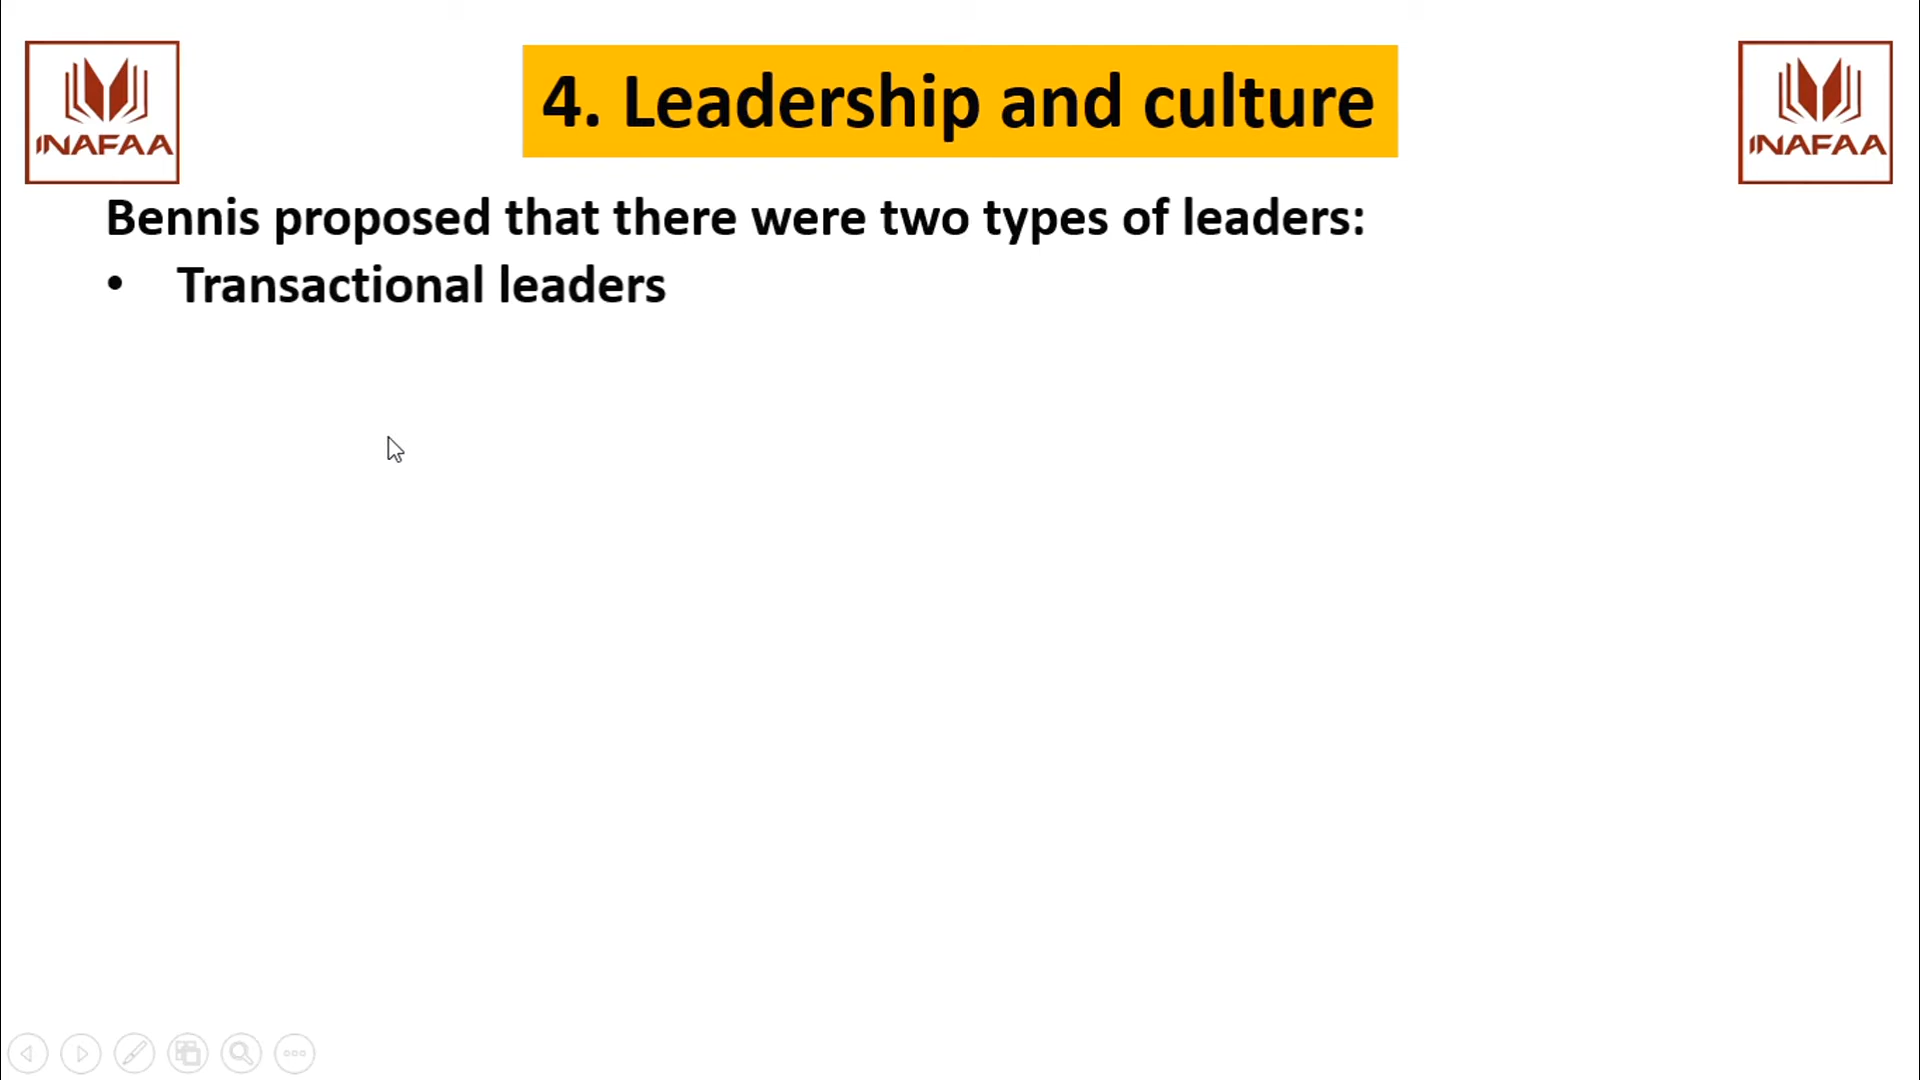 4. Leadership and culture
INAFAA
INAFAA
Bennis proposed that there were two types of leaders:
• Transactional leaders